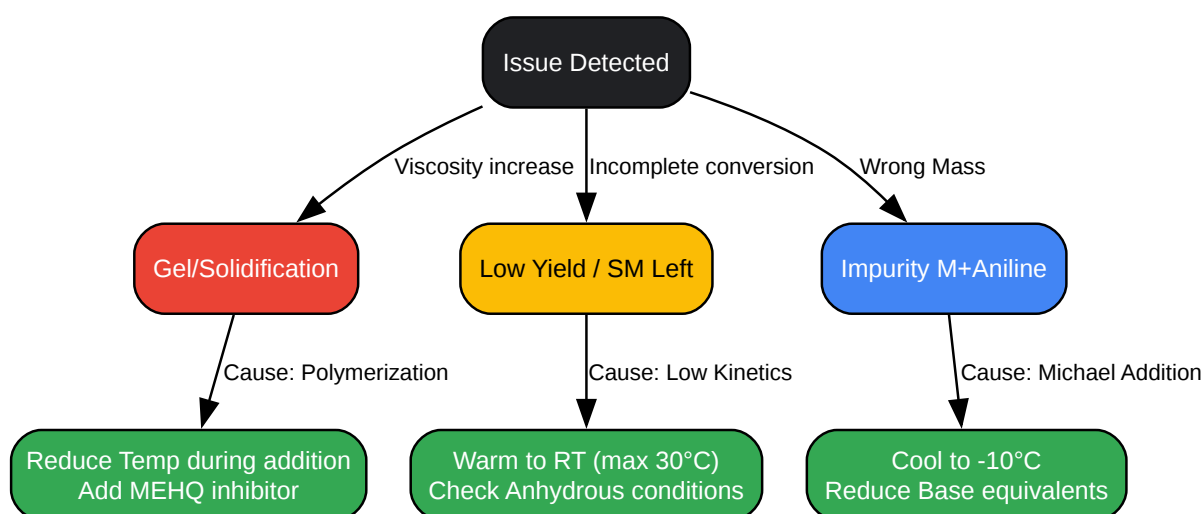 Issue Detected
Viscosity increase
Incomplete conversion
Wrong Mass
Gel/Solidification
Low Yield / SM Left
Impurity M+Aniline
Cause: Polymerization
Cause: Low Kinetics
Cause: Michael Addition
Reduce Temp during addition
Add MEHQ inhibitor
Warm to RT (max 30°C)
Check Anhydrous conditions
Cool to -10°C
Reduce Base equivalents